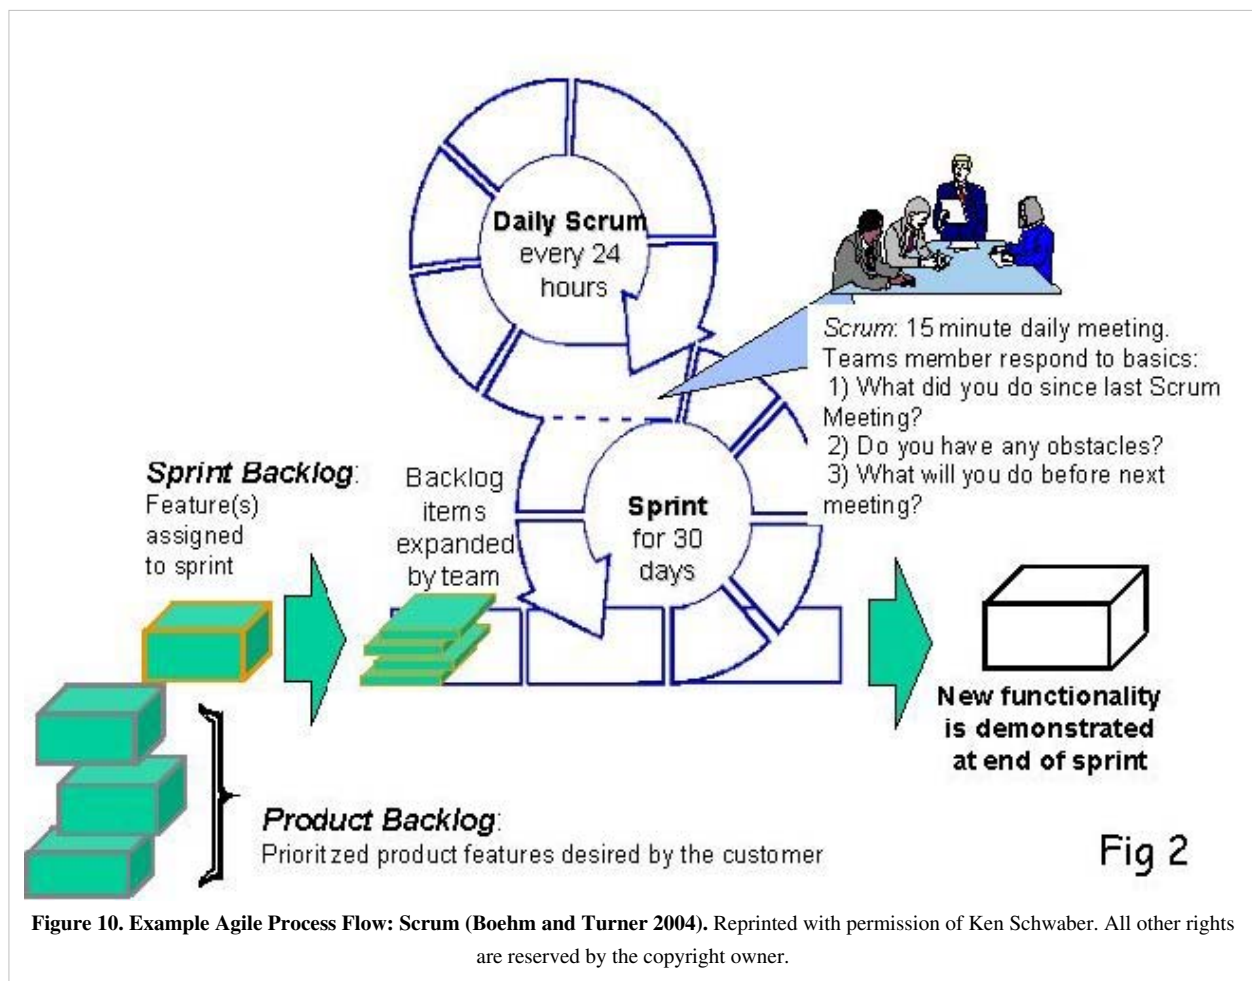 Daily Scrum
every 24
hours
Scrum: 15 minute daily meeting.
Teams member respond to basics:
1) What did you do since last Scrum
Meeting?
2) Do you have any obstacles?
3) What will you do before next
meeting?
Sprint Backlog:
Feature(s)
assigned
to sprint
Backlog
items
expanded
by team
Sprint
for 30
days
New functionality
is demonstrated
at end of sprint
Product Backlog:
Prioritzed product features desired by the customer
Fig 2
Figure 10. Example Agile Process Flow: Scrum (Boehm and Turner 2004). Reprinted with permission of Ken Schwaber. All other rights
are reserved by the copyright owner.